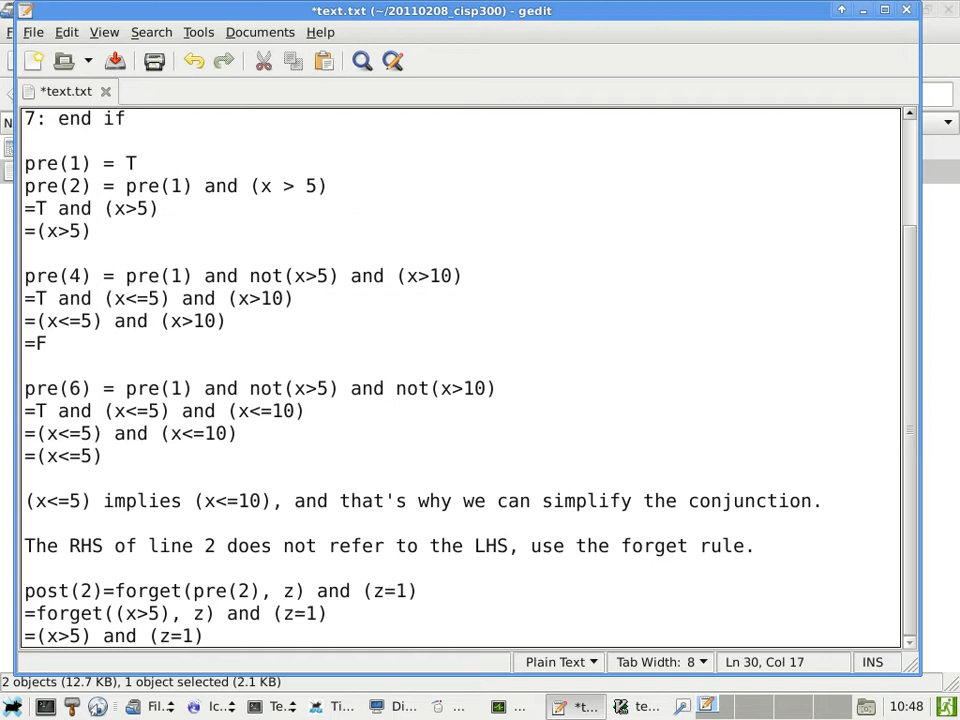 *text.txt (~/20110208_cisp300) - gedit
File Edit View Search Tools Documents Help
*text.txt
7: end if
pre(1) = T
pre(2) = pre(1) and (x > 5)
=T and (x>5)
=(x>5)
pre(4) = pre(1) and not(x>5) and (x>10)
=T and (x<=5) and (x>10)
=(x<=5) and (x>10)
=F
pre(6) = pre(1) and not(x>5) and not(x>10)
=T and (x<=5) and (x<=10)
=(x<=5) and (x<=10)
=(x<=5)
(x<=5) implies (x<=10), and that's why we can simplify the conjunction.
The RHS of line 2 does not refer to the LHS, use the forget rule.
post(2)=forget(pre(2), z) and (z=1)
=forget((x>5), z) and (z=1)
=(x>5) and (z=1)
Plain Text Tab Width: 8 Ln 30, Col 17 INS
2 objects (12.7 KB), 1 object selected (2.1 KB)
Fil. Ic... Te.. Ti... Di... ... ... *t... te... 10:48